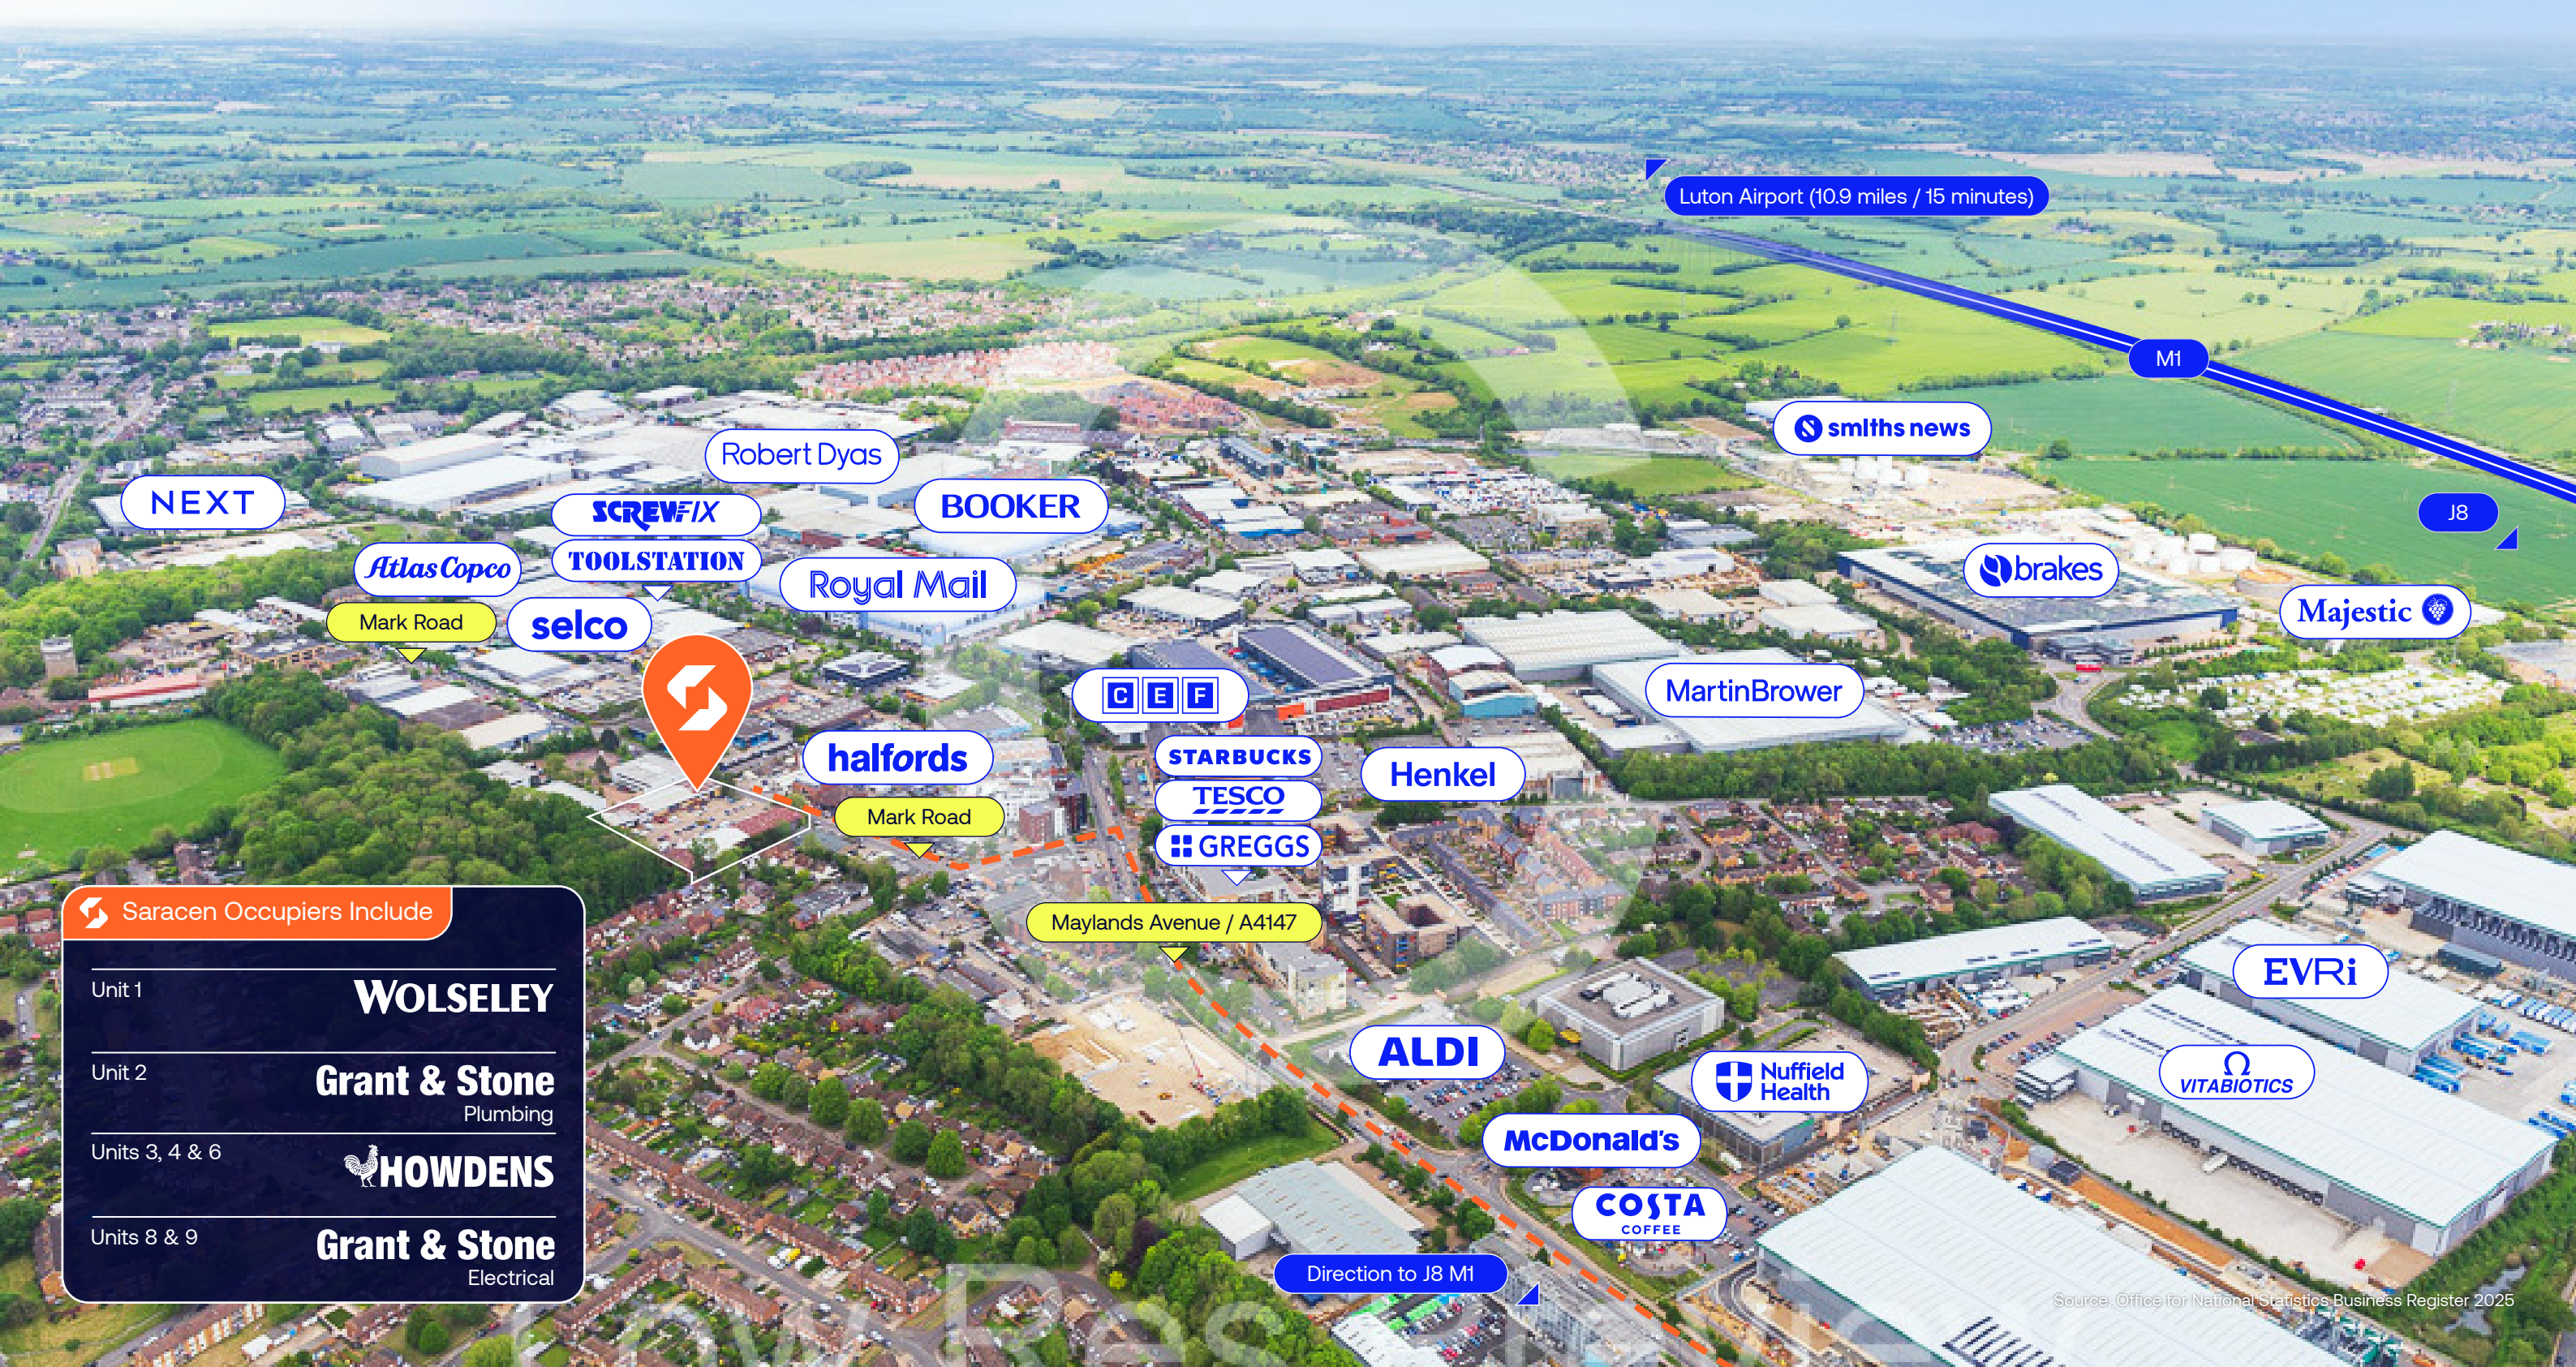 Luton Airport (10.9 miles / 15 minutes)
M1
smiths news
Robert Dyas
NEXT
SCREWFIX
BOOKER
J8
TOOLSTATION
Atlas Copco
brakes
Royal Mail
Majestic
Mark Road
selco
CEF
MartinBrower
halfords
STARBUCKS
Henkel
TESCO
Mark Road
GREGGS
Saracen Occupiers Include
Maylands Avenue / A4147
EVRi
Unit 1
WOLSELEY
ALDI
Nuffield
Health
VITABIOTICS
Unit 2
Grant & Stone
Plumbing
McDonald's
Units 3, 4 & 6
HOWDENS
COSTA
COFFEE
Units 8 & 9
Grant & Stone
Electrical
Direction to J8 M1
Source: Office for National Statistics Business Register 2025
Low-Res